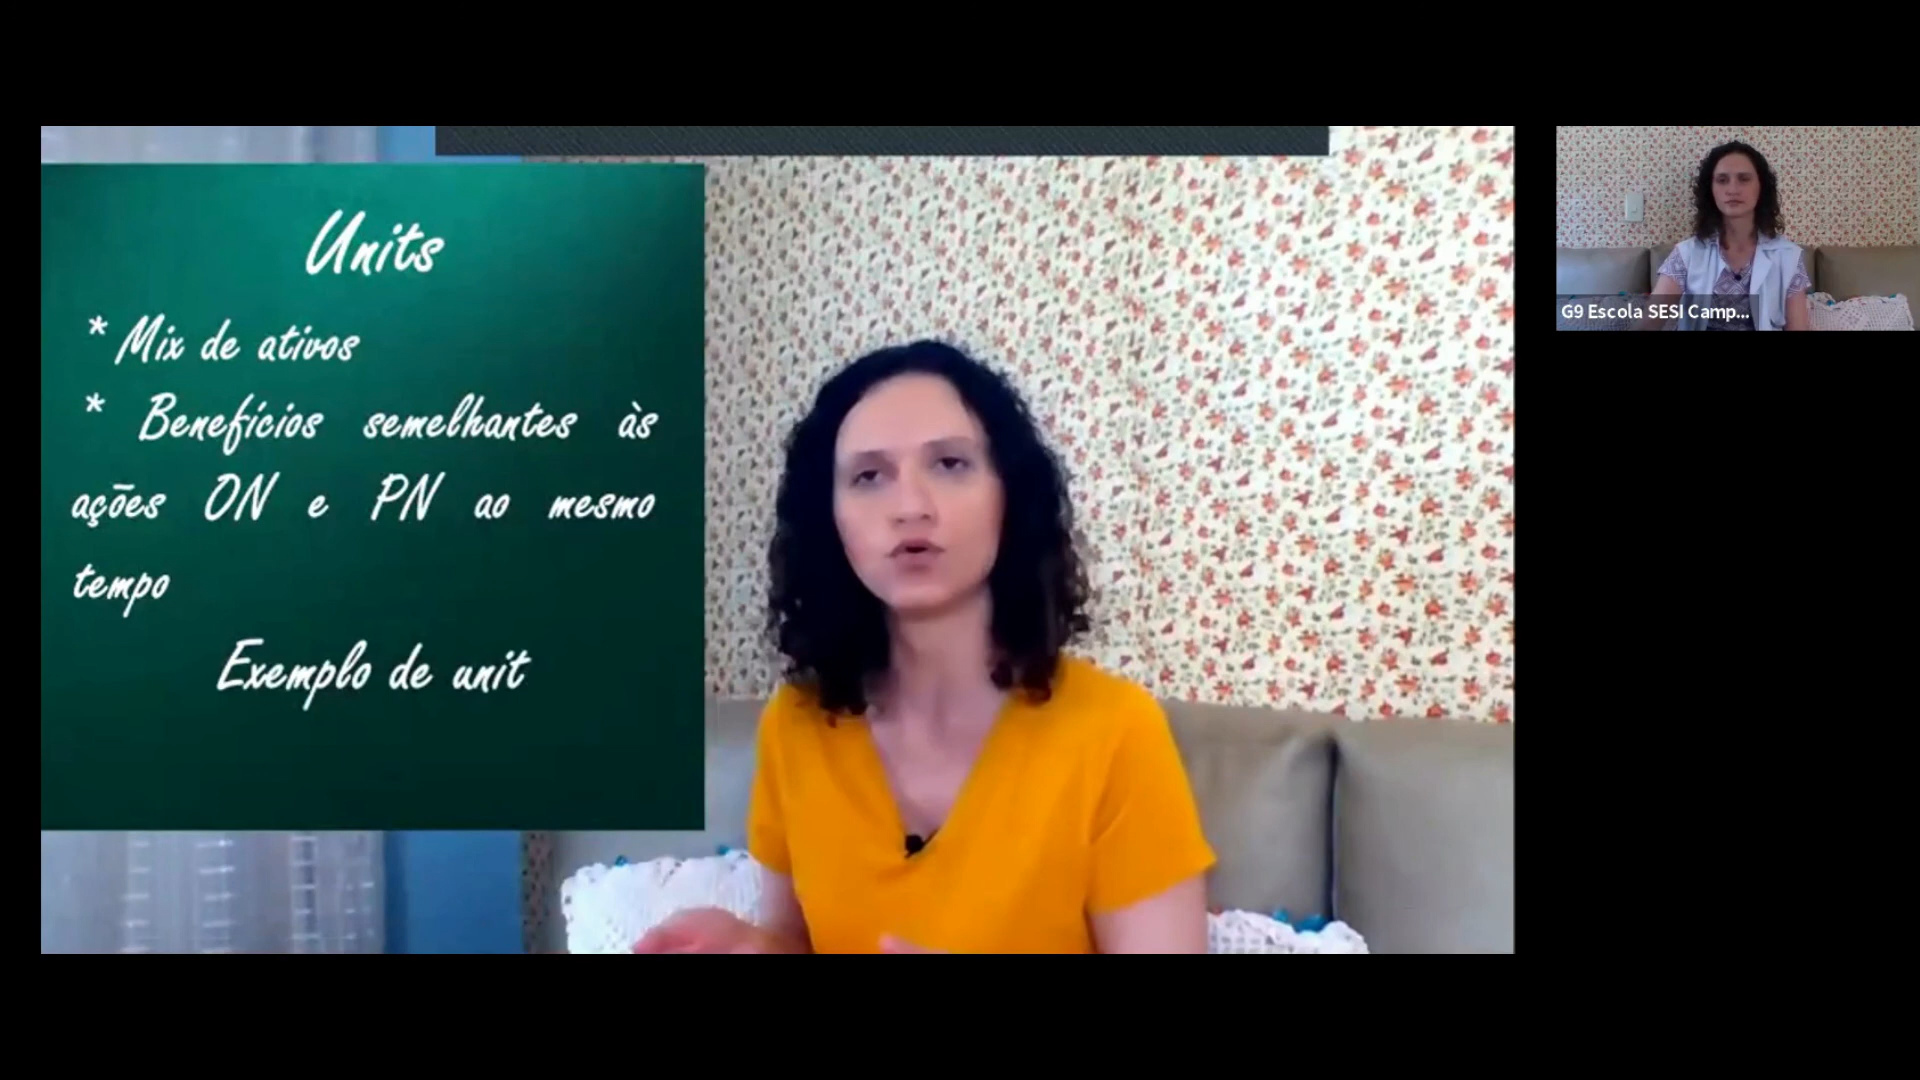 Units
* Mix de ativos
* Benefícios semelhantes às
ações ON e PN ao mesmo
tempo
Exemplo de unit
G9 Escola SESI Camp...